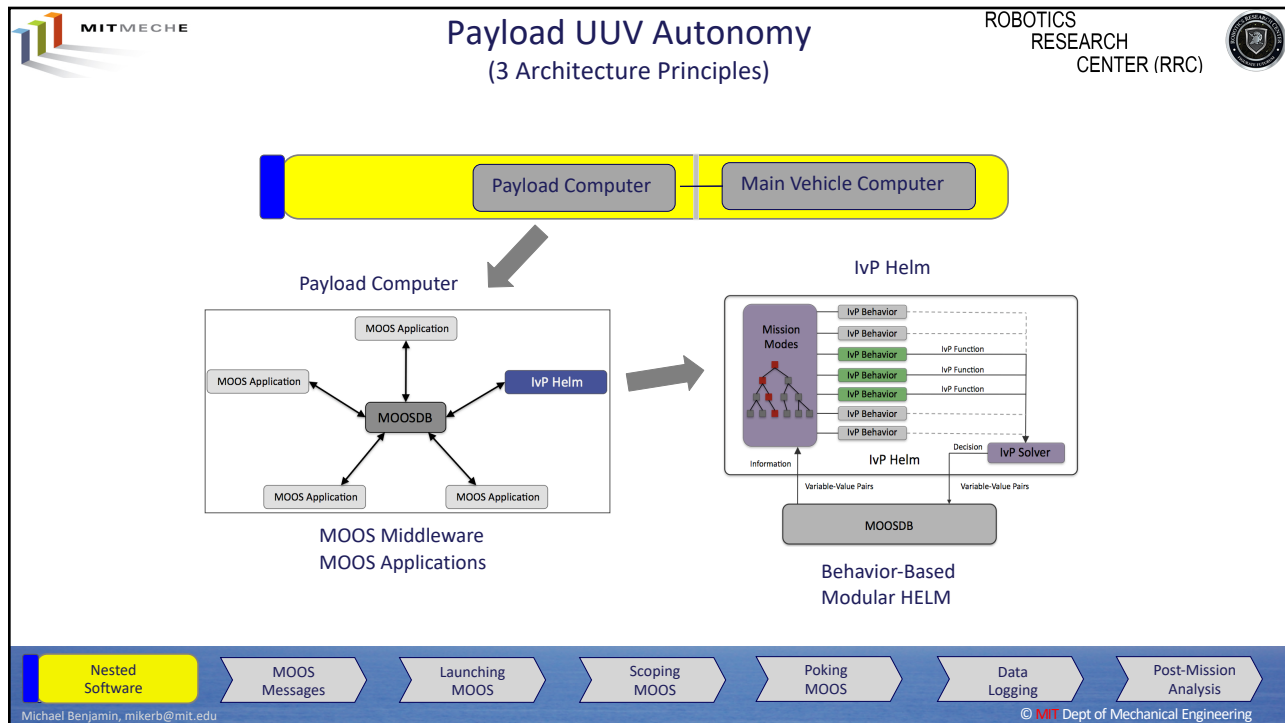 MITMECHE
Payload UUV Autonomy
(3 Architecture Principles)
ROBOTICS
RESEARCH
CENTER (RRC)
Payload Computer
Main Vehicle Computer
Payload Computer
MOOS Application
MOOS Application
IvP Helm
MOOSDB
MOOS Application
MOOS Application
MOOS Middleware
MOOS Applications
IvP Helm
Mission
Modes
IvP Behavior
IvP Behavior
IvP Behavior
IvP Function
IvP Behavior
IvP Function
IvP Behavior
IvP Function
IvP Behavior
IvP Behavior
IvP Helm
Decision
IvP Solver
Information
Variable-Value Pairs
Variable-Value Pairs
MOOSDB
Behavior-Based
Modular HELM
Nested
Software
MOOS
Messages
Launching
MOOS
Scoping
MOOS
Poking
MOOS
Data
Logging
Post-Mission
Analysis
Michael Benjamin, mikerb@mit.edu
© MIT Dept of Mechanical Engineering